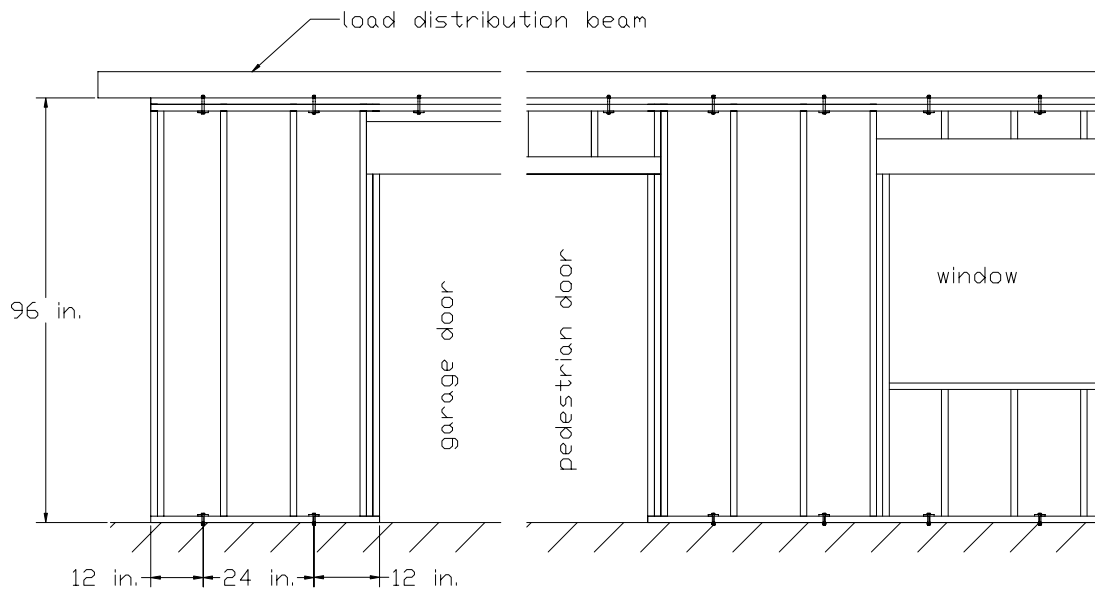 load distribution beam
96 in.
garage door
pedestrian door
window
12 in.
24 in.
12 in.